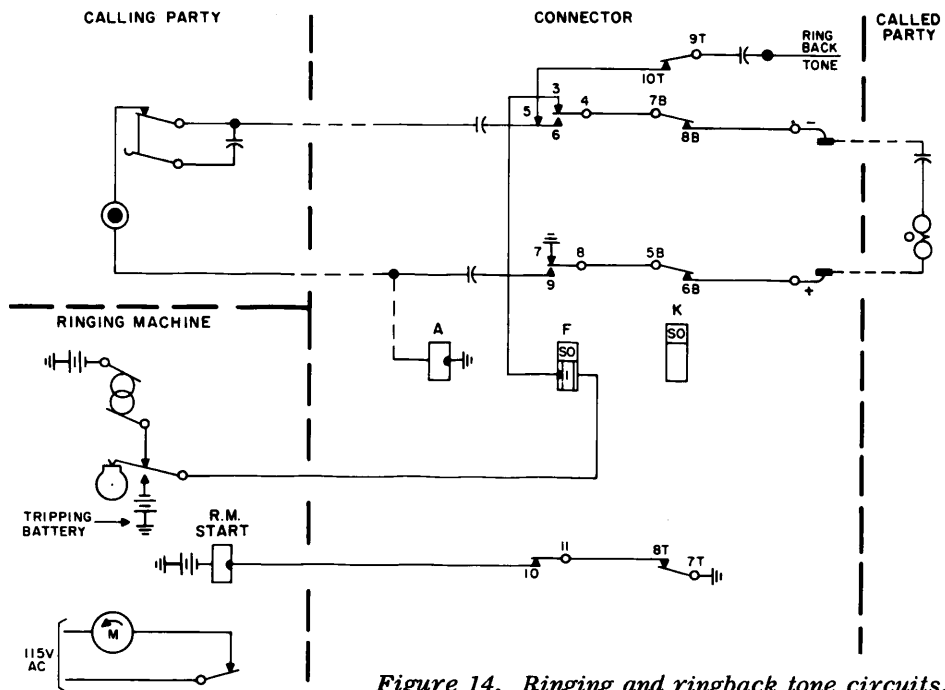 CALLING PARTY
CONNECTOR
CALLED
PARTY
9T
RING
BACK
TONE
10T
3
5
4
7B
6
8B
-
7
8
5B
9
6B
+
RINGING MACHINE
A
F
K
SO
SO
I
TRIPPING
BATTERY
R.M.
START
11
8T
10
7T
M
115V
AC
Figure 14. Ringing and ringback tone circuits.